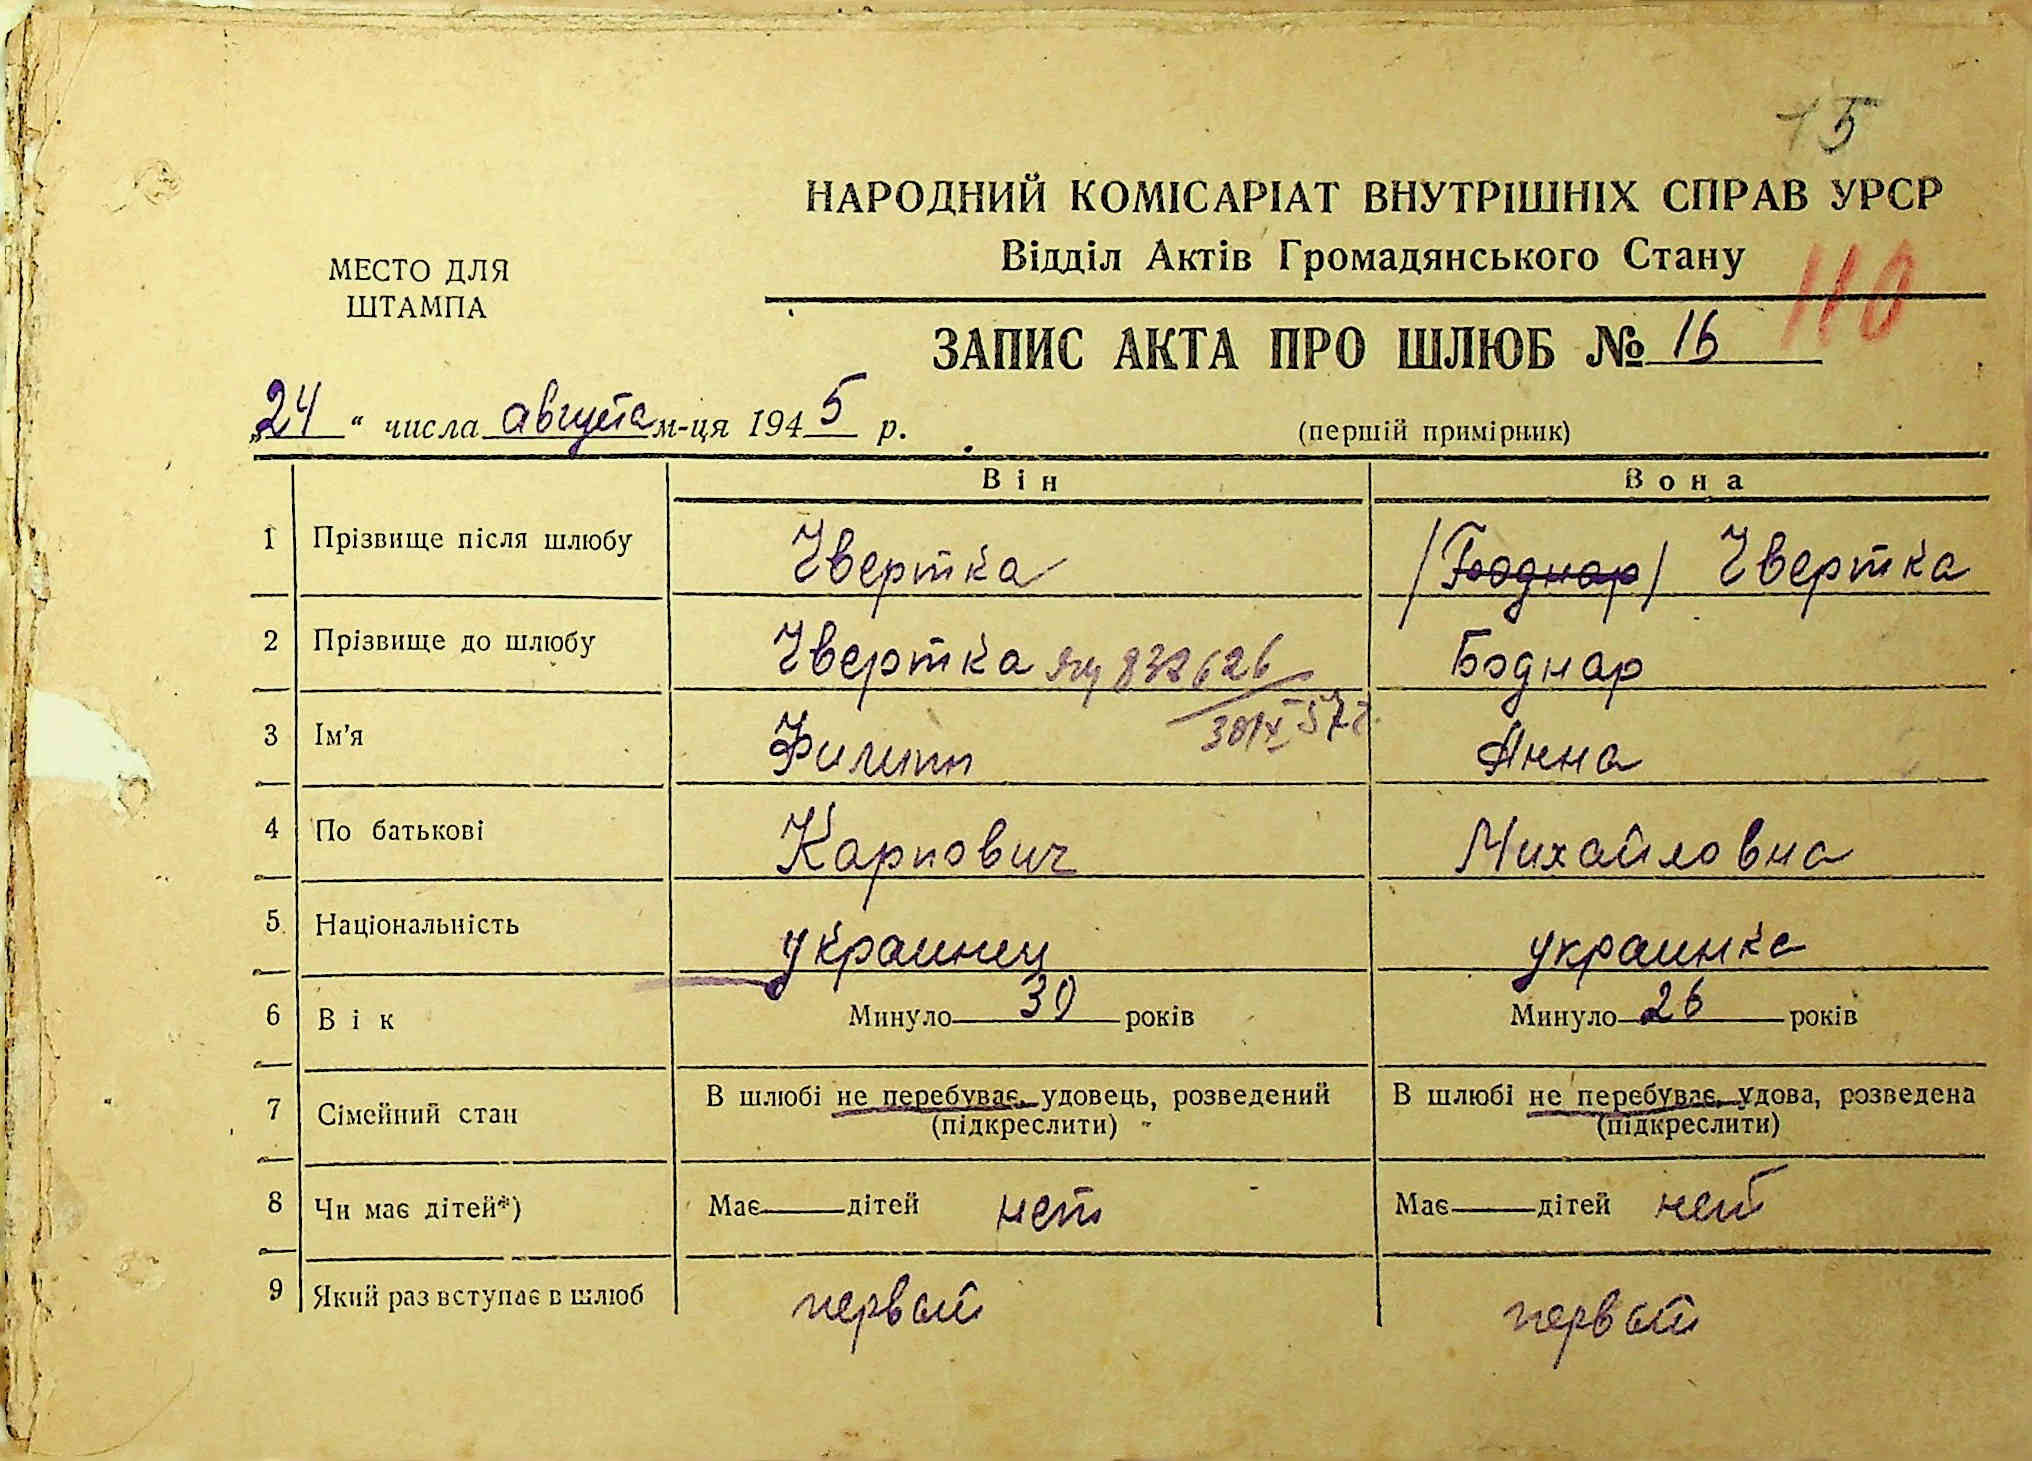 15
НАРОДНИЙ КОМІСАРІАТ ВНУТРІШНІХ СПРАВ УРСР
Відділ Актів Громадянського Стану
МЕСТО ДЛЯ
ШТАМПА
110
ЗАПИС АКТА ПРО ШЛЮБ № 16
„24“ числа августа м-ця 1945 р.
(першій примірник)
Він Вона
1 Прізвище після шлюбу Чвертка /Боднар/ Чвертка
2 Прізвище до шлюбу Чвертка 832626 Боднар
3 Ім'я Филипп Анна
4 По батькові Карпович Михайловна
5 Національність украинец украинка
6 Вік Минуло 30 років Минуло 26 років
7 Сімейний стан В шлюбі не перебуває, удовець, розведений В шлюбі не перебуває, удова, розведена
(підкреслити) (підкреслити)
8 Чи має дітей*) Має дітей нет Має дітей нет
9 Який раз вступає в шлюб первый первый